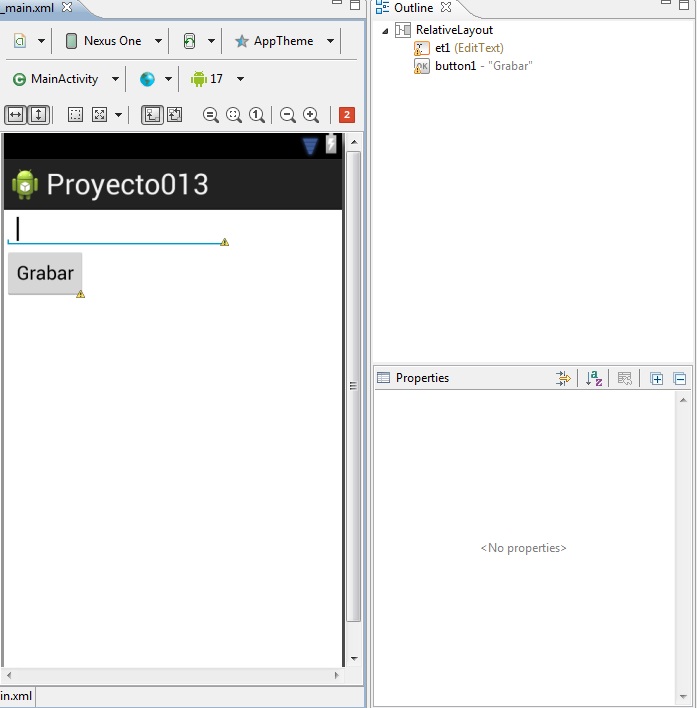 _main.xml
Nexus One
AppTheme
MainActivity
17
2
Proyecto013
Grabar
in.xml
Outline
RelativeLayout
et1 (EditText)
OK button1 - "Grabar"
Properties
<No properties>